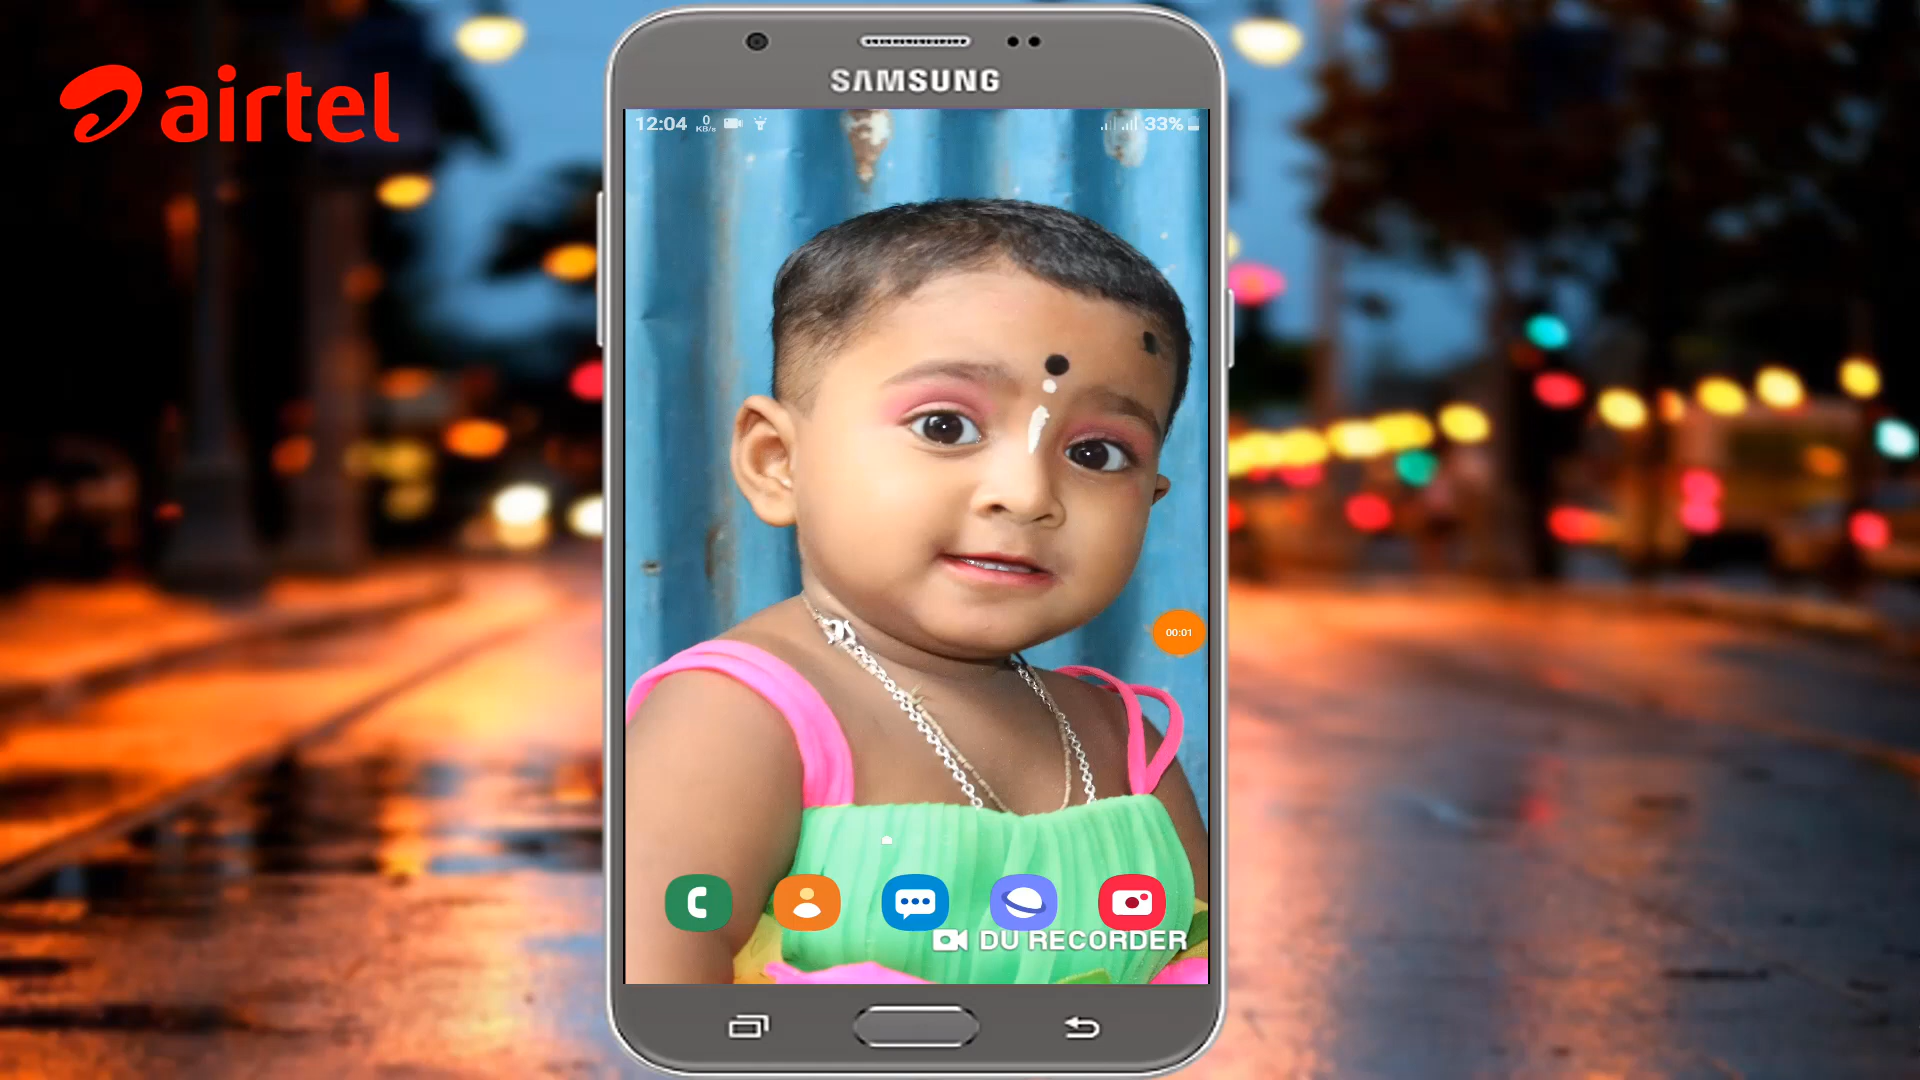 airtel
SAMSUNG
12:04 0 KB/s 33%
00:01
DU RECORDER